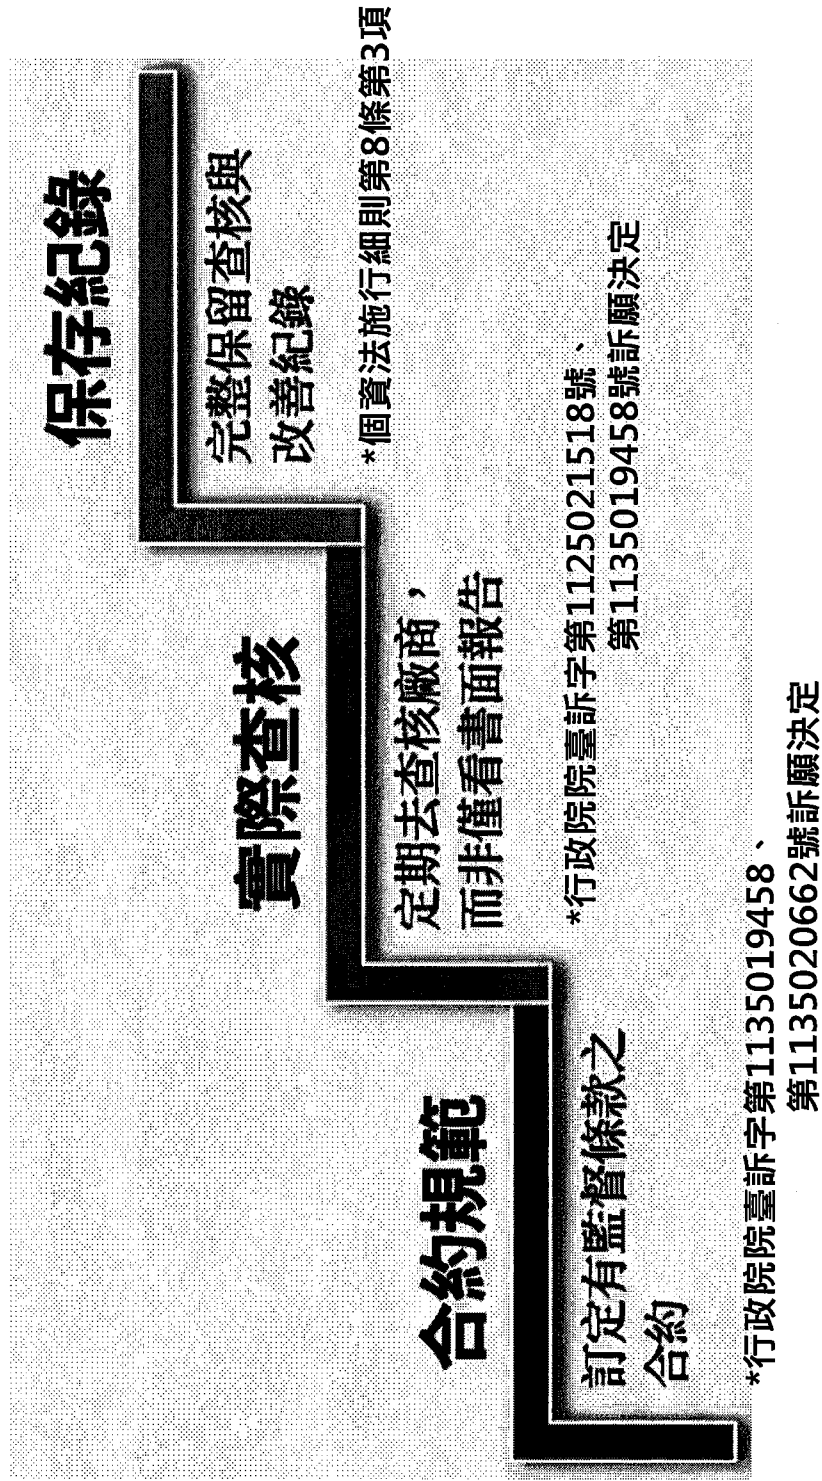 合約規範
訂定有監督條款之
合約
*行政院院臺訴字第1135019458、
第1135020662號訴願決定
實際查核
定期去查核廠商，
而非僅看書面報告
*行政院院臺訴字第1125021518號、
第1135019458號訴願決定
保存紀錄
完整保留查核與
改善紀錄
*個資法施行細則第8條第3項